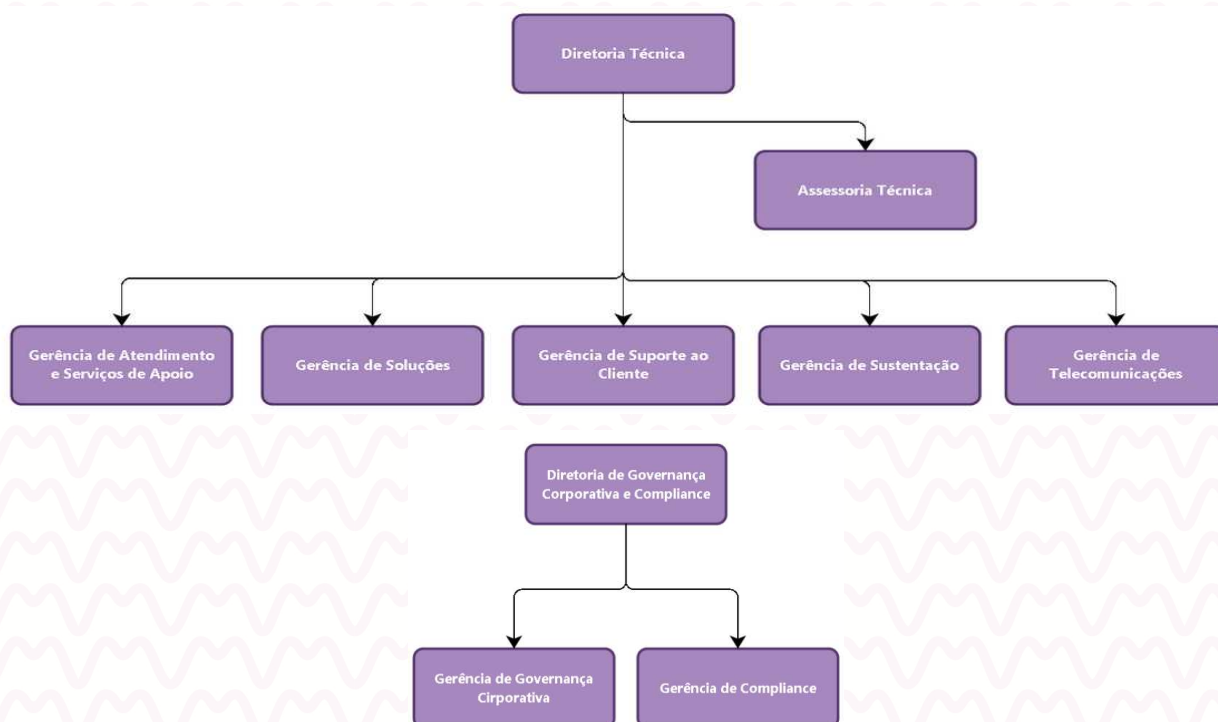 Diretoria Técnica
Assessoria Técnica
Gerência de Atendimento
e Serviços de Apoio
Gerência de Soluções
Gerência de Suporte ao
Cliente
Gerência de Sustentação
Gerência de
Telecomunicações
Diretoria de Governança
Corporativa e Compliance
Gerência de Governança
Cirporativa
Gerência de Compliance